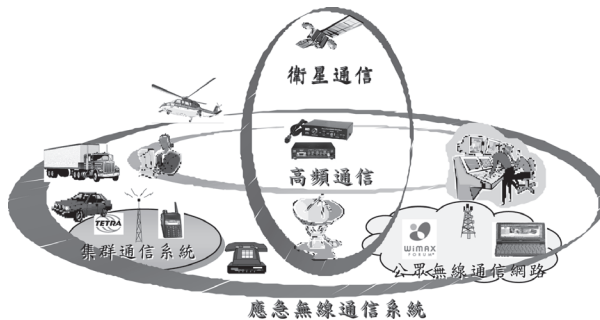 衛星通信
高頻通信
TETRA
集群通信系統
WiMAX
FORUM
公眾無線通信網路
應急無線通信系統